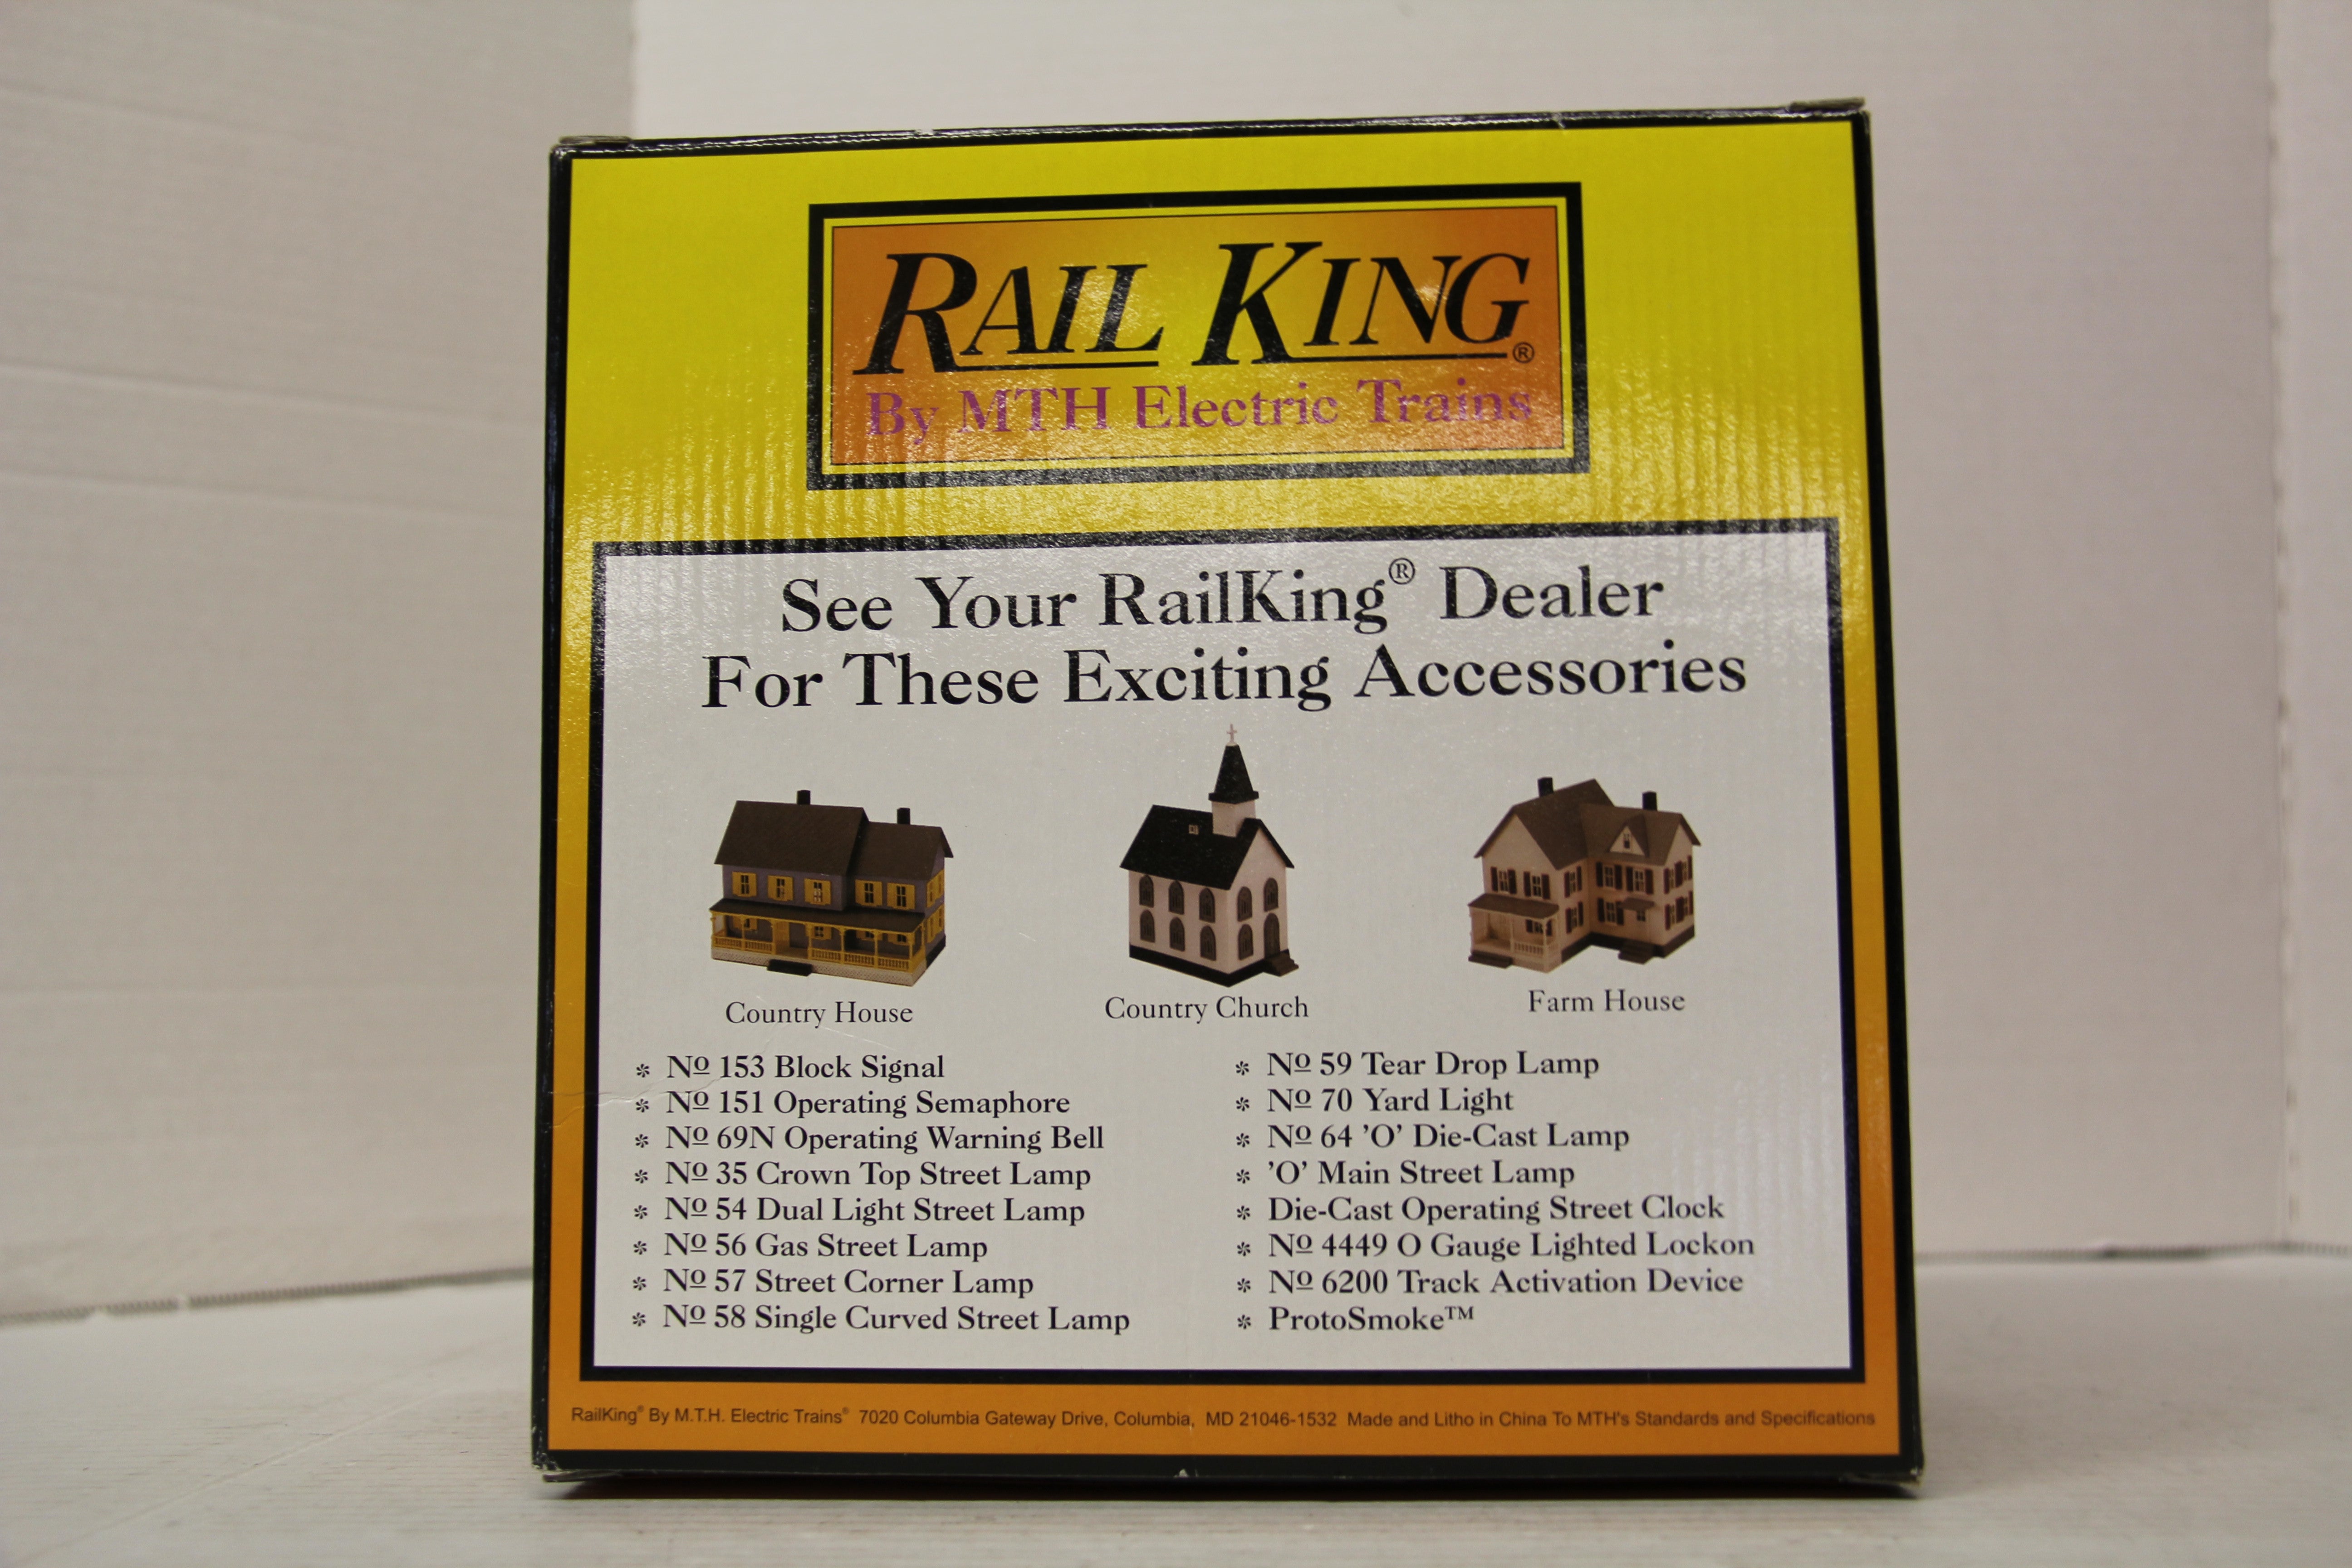 RAIL KING®
By MTH Electric Trains
See Your RailKing® Dealer
For These Exciting Accessories
Country House
Country Church
Farm House
* Nº 153 Block Signal
* Nº 151 Operating Semaphore
* Nº 69N Operating Warning Bell
* Nº 35 Crown Top Street Lamp
* Nº 54 Dual Light Street Lamp
* Nº 56 Gas Street Lamp
* Nº 57 Street Corner Lamp
* Nº 58 Single Curved Street Lamp
* Nº 59 Tear Drop Lamp
* Nº 70 Yard Light
* Nº 64 'O' Die-Cast Lamp
* 'O' Main Street Lamp
* Die-Cast Operating Street Clock
* Nº 4449 O Gauge Lighted Lockon
* Nº 6200 Track Activation Device
* ProtoSmoke™
RailKing® By M.T.H. Electric Trains® 7020 Columbia Gateway Drive, Columbia, MD 21046-1532 Made and Litho in China To MTH's Standards and Specifications